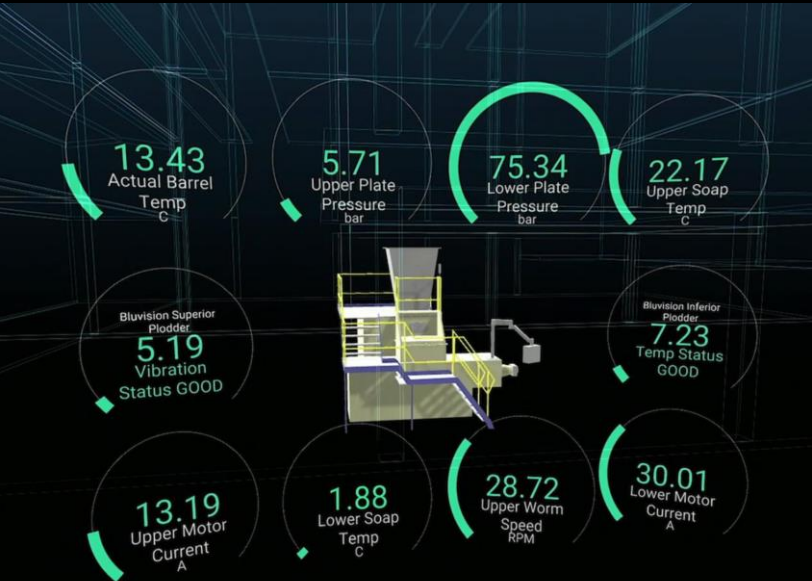 13.43
Actual Barrel
Temp
C
5.71
Upper Plate
Pressure
bar
75.34
Lower Plate
Pressure
bar
22.17
Upper Soap
Temp
C
Bluvision Superior
Plodder
5.19
Vibration
Status GOOD
Bluvision Inferior
Plodder
7.23
Temp Status
GOOD
13.19
Upper Motor
Current
A
1.88
Lower Soap
Temp
C
28.72
Upper Worm
Speed
RPM
30.01
Lower Motor
Current
A